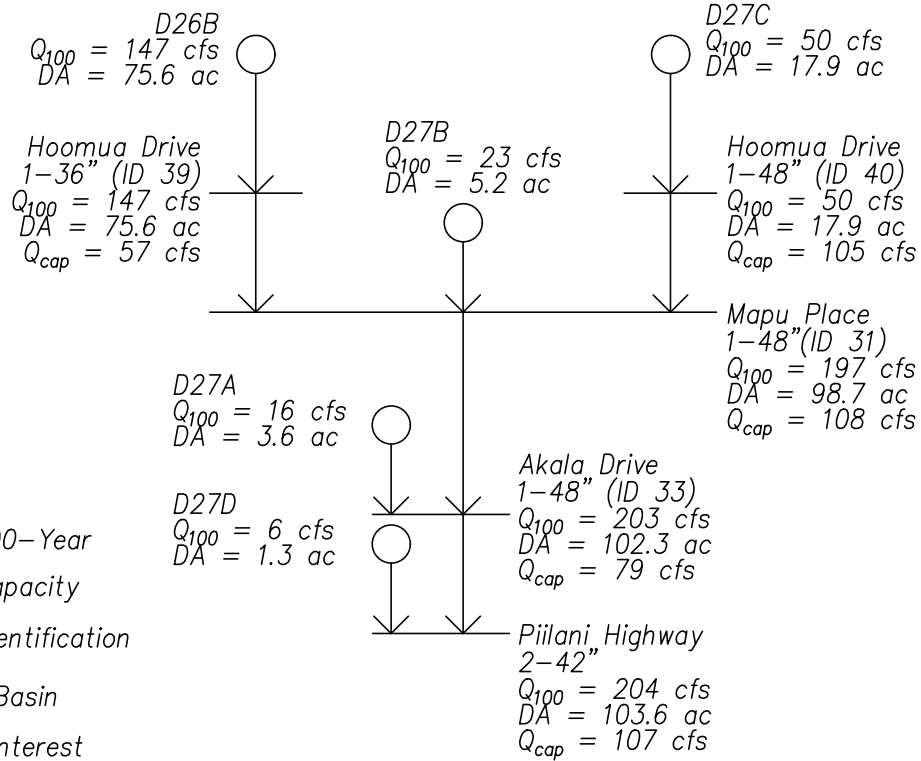 D26B
Q100 = 147 cfs
DA = 75.6 ac
D27C
Q100 = 50 cfs
DA = 17.9 ac
Hoomua Drive
1-36" (ID 39)
Q100 = 147 cfs
DA = 75.6 ac
Qcap = 57 cfs
D27B
Q100 = 23 cfs
DA = 5.2 ac
Hoomua Drive
1-48" (ID 40)
Q100 = 50 cfs
DA = 17.9 ac
Qcap = 105 cfs
Mapu Place
1-48"(ID 31)
Q100 = 197 cfs
DA = 98.7 ac
Qcap = 108 cfs
D27A
Q100 = 16 cfs
DA = 3.6 ac
Akala Drive
1-48" (ID 33)
Q100 = 203 cfs
DA = 102.3 ac
Qcap = 79 cfs
D27D
Q100 = 6 cfs
DA = 1.3 ac
Piilani Highway
2-42"
Q100 = 204 cfs
DA = 103.6 ac
Qcap = 107 cfs
0-Year
apacity
entification
Basin
nterest